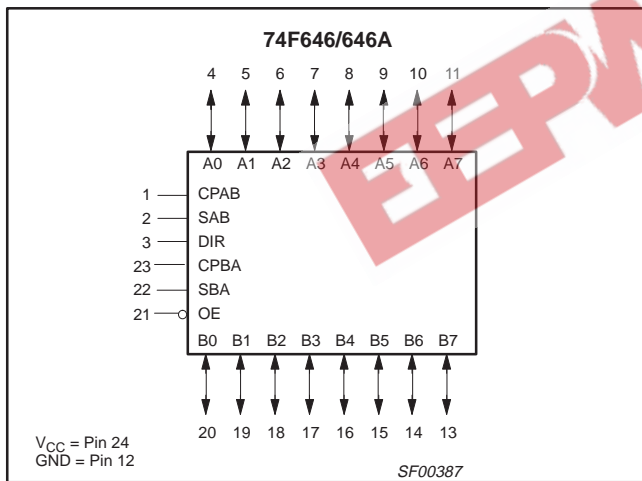 74F646/646A
4 5 6 7 8 9 10 11
A0 A1 A2 A3 A4 A5 A6 A7
1 CPAB
2 SAB
3 DIR
23 CPBA
22 SBA
21 OE
B0 B1 B2 B3 B4 B5 B6 B7
20 19 18 17 16 15 14 13
VCC = Pin 24
GND = Pin 12
SF00387